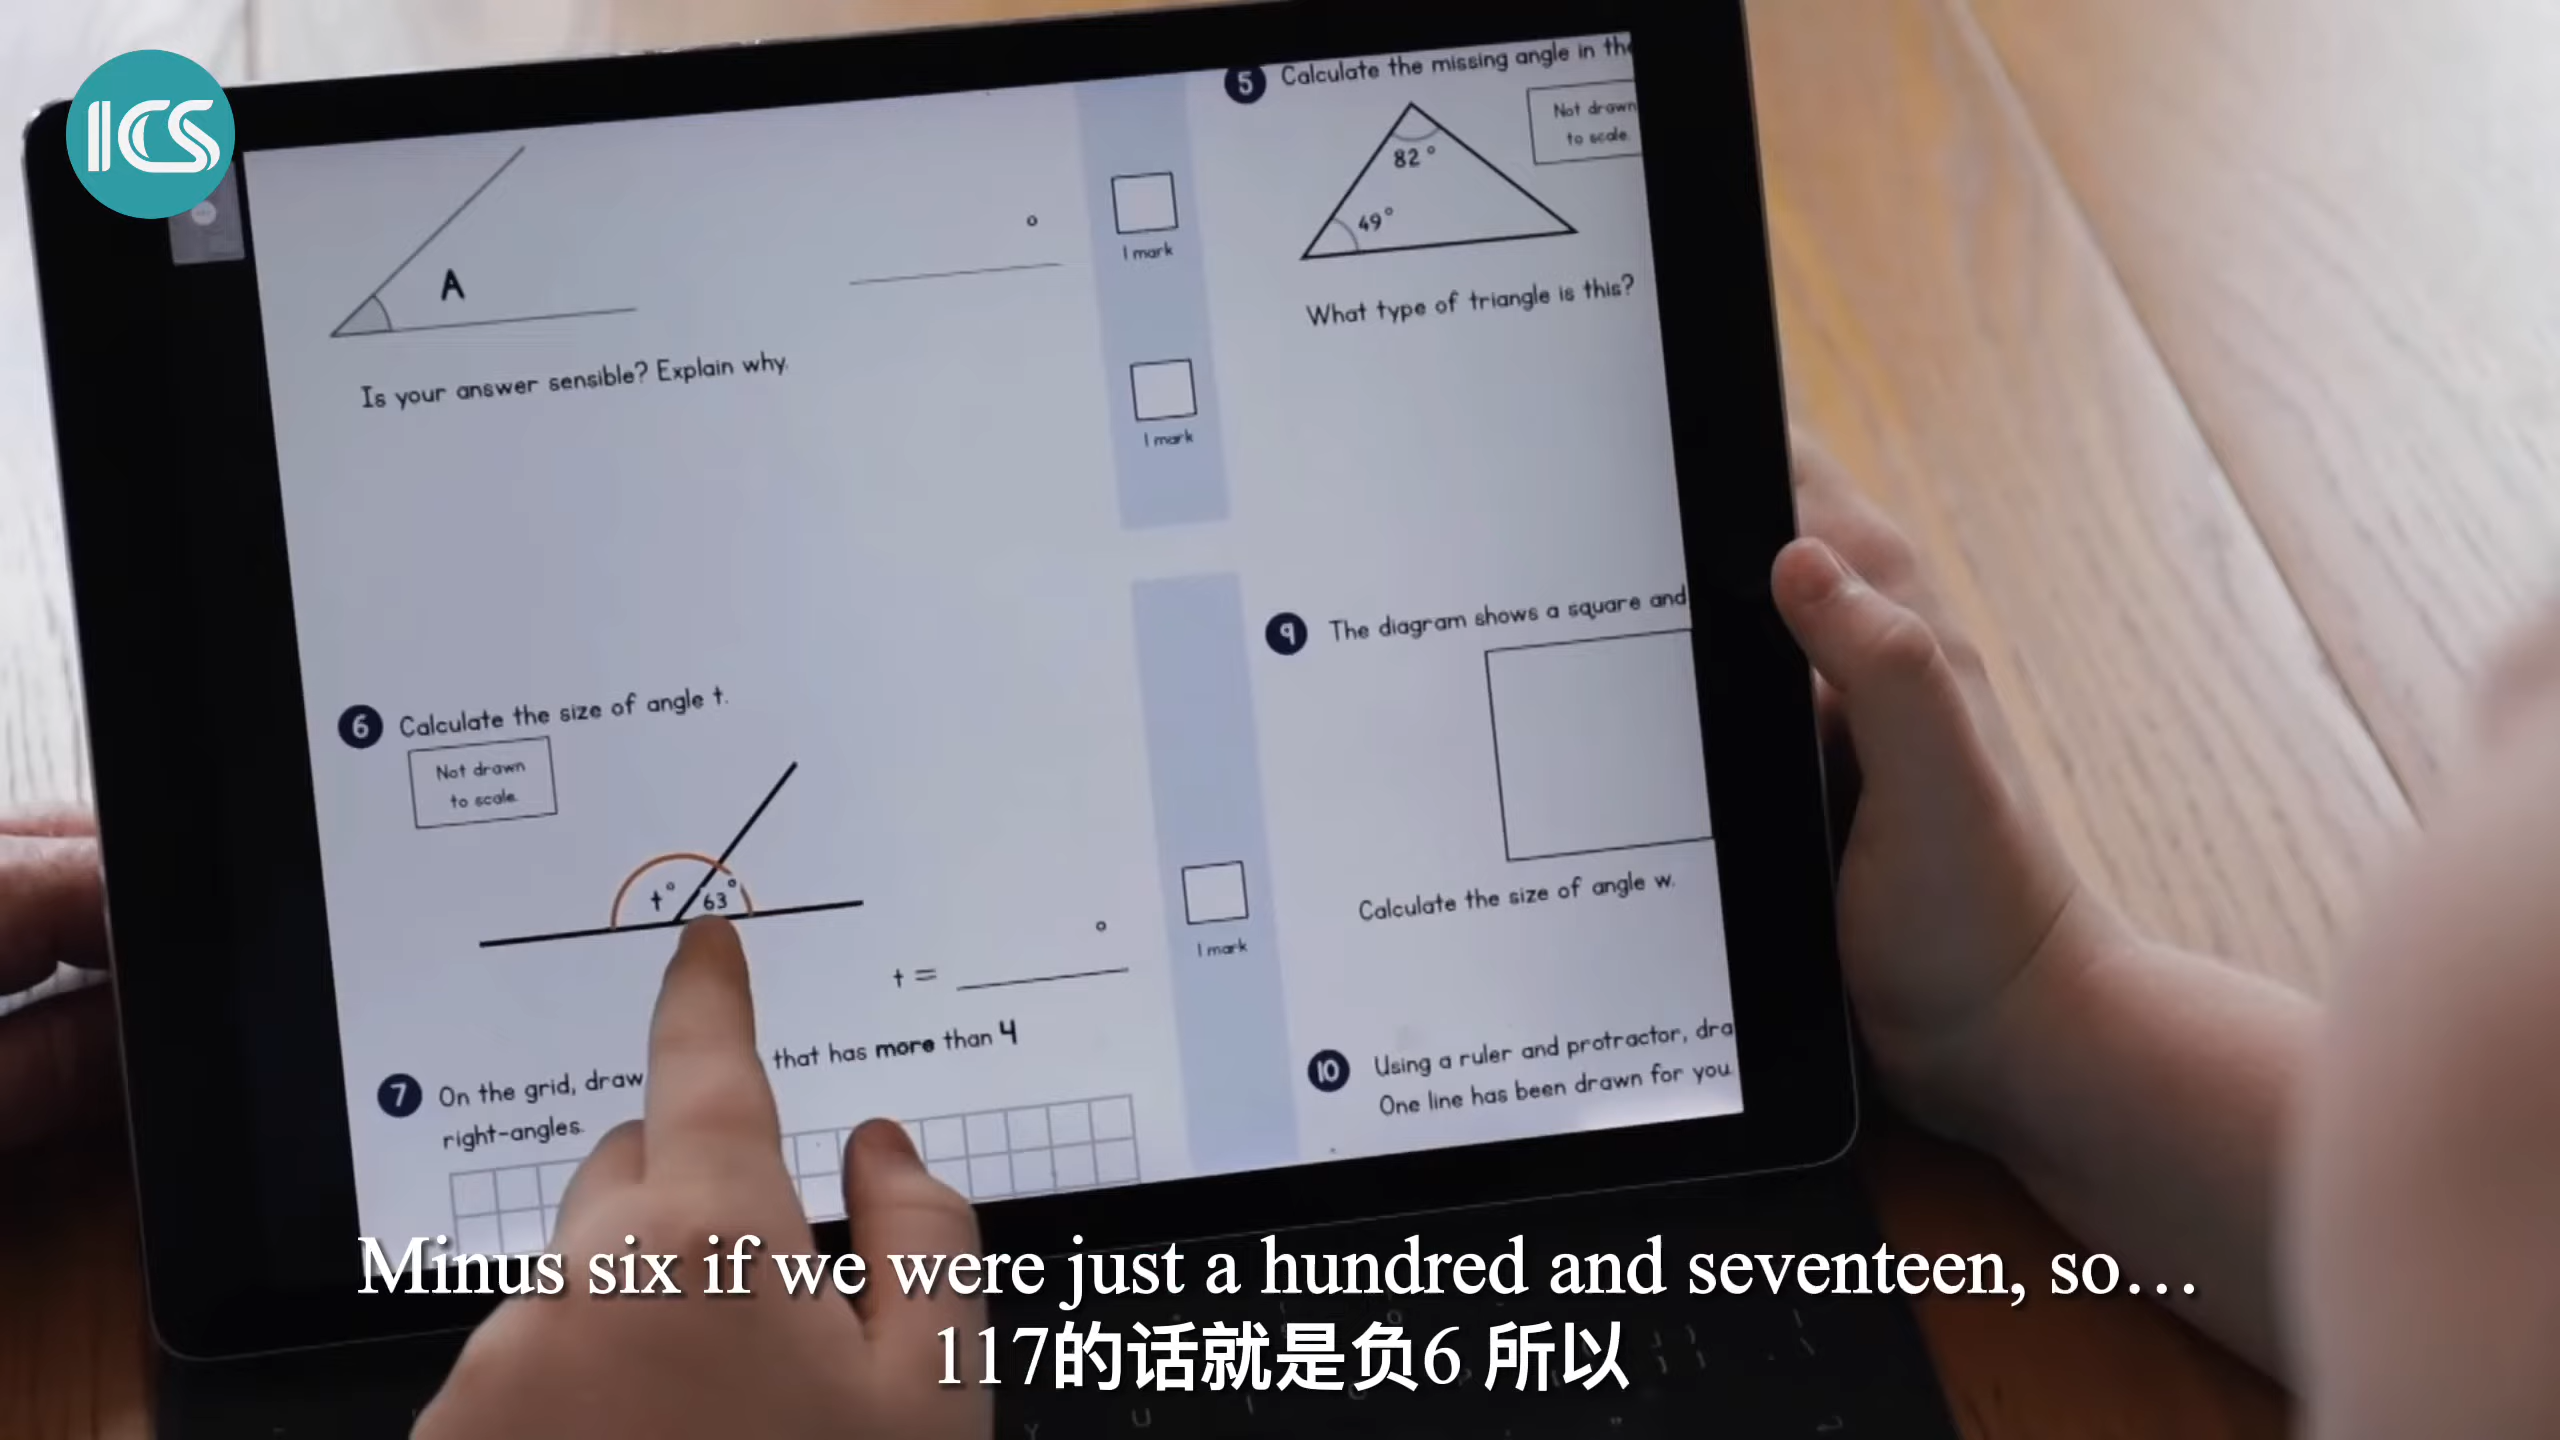 ICS
A
°
1 mark
Is your answer sensible? Explain why.
1 mark
6 Calculate the size of angle t.
Not drawn
to scale.
t° 63°
t = °
1 mark
7 On the grid, draw that has more than 4
right-angles.
5 Calculate the missing angle in the
Not drawn
to scale.
82°
49°
What type of triangle is this?
9 The diagram shows a square and
Calculate the size of angle w.
10 Using a ruler and protractor, dra
One line has been drawn for you.
Minus six if we were just a hundred and seventeen, so…
117的话就是负6 所以